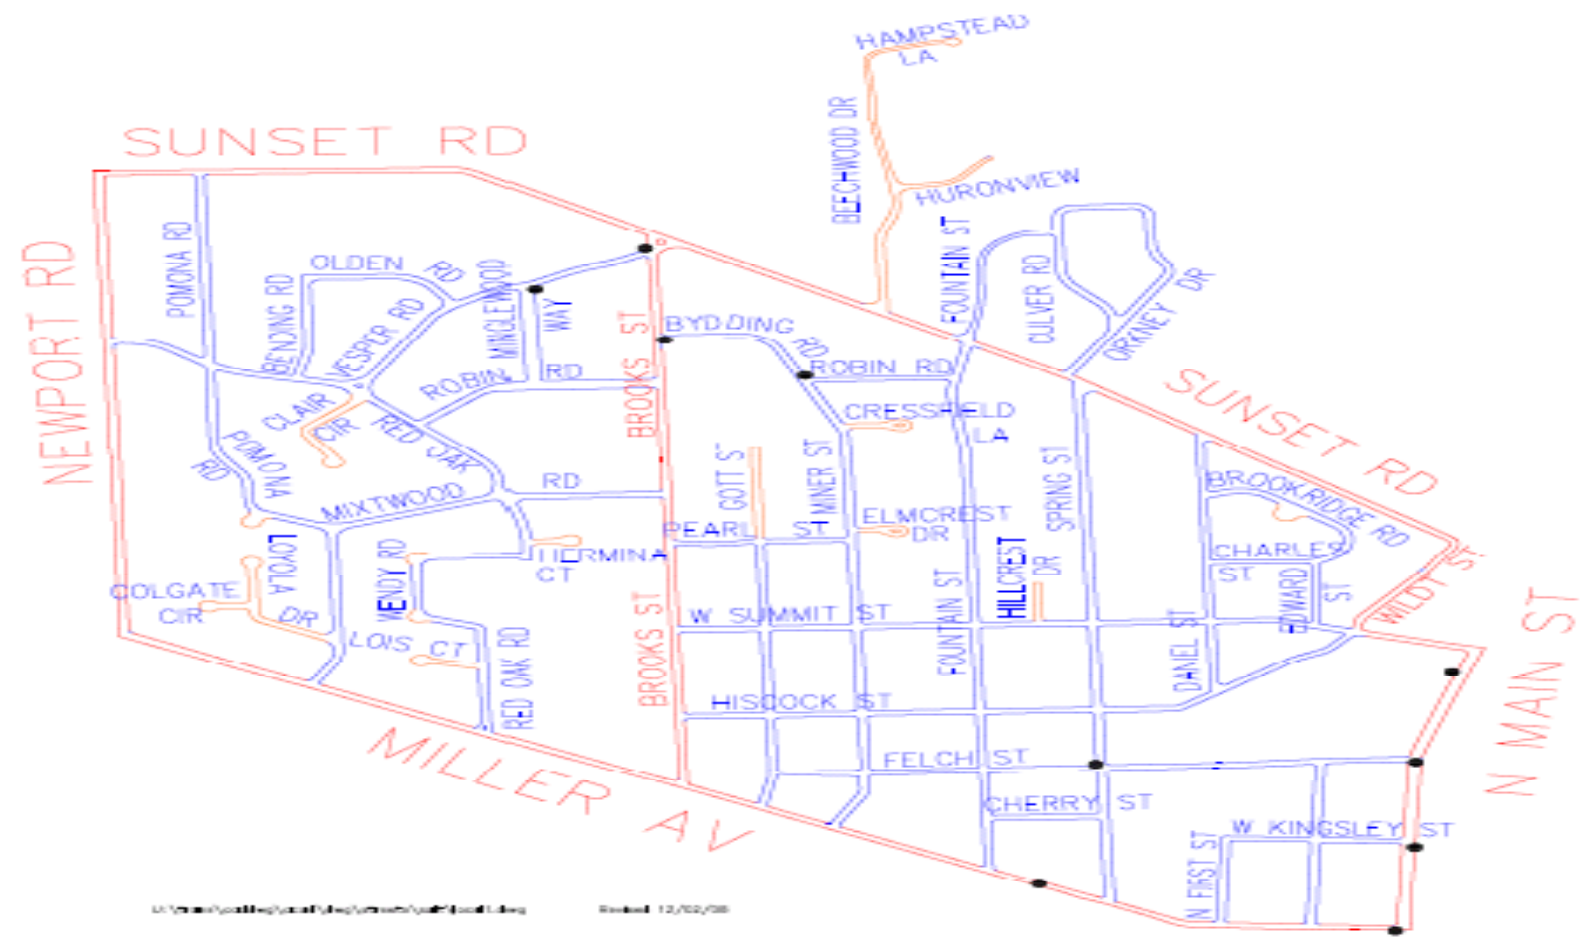 HAMPSTEAD
LA
BEECHWOOD DR
HURONVIEW
SUNSET RD
NEWPORT RD
POMONA RD
OLDEN RD
BENJING RD
VESPER RD
MINGLEWOOD
WAY
FOUNTAIN ST
CULVER RD
ORKNEY DR
BYDDING RD
BROOKS ST
ROBIN RD
ROBIN RD
CLAIR
CIR
RED OAK
RD
CRESSFIELD
LA
SUNSET RD
POMONA
RD
MIXTWOOD
GOTT S
MINER ST
SPRING ST
BROOKRIDGE RD
PEARL ST
ELMCREST
DR
CHARLES
ST
WILDT ST
LOYOLA
DR
WENDY RD
HERMINA
CT
HILLCREST
DR
EDWARD
ST
COLGATE
CIR
LOIS CT
RED OAK RD
BROOKS ST
W SUMMIT ST
FOUNTAIN ST
DANIEL ST
N MAIN ST
HISCOCK ST
FELCH ST
MILLER AV
CHERRY ST
W KINGSLEY ST
N FIRST ST